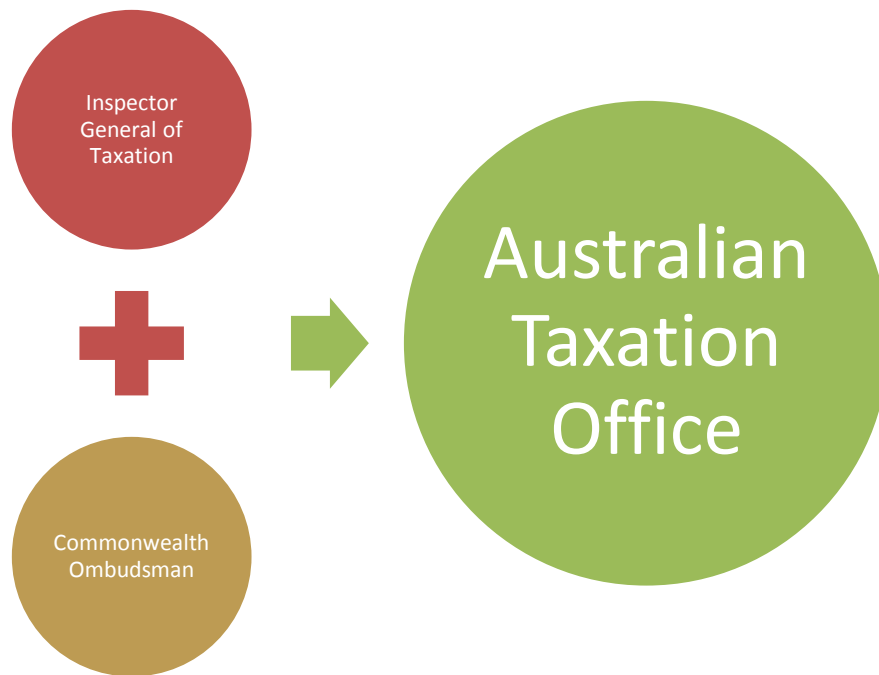 Inspector
General of
Taxation
Commonwealth
Ombudsman
Australian
Taxation
Office